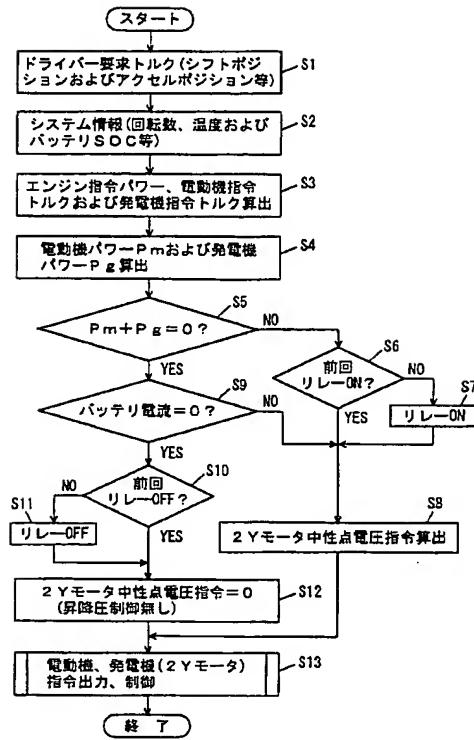 スタート
ドライバー要求トルク(シフトポジ
ションおよびアクセルポジション等)
S1
システム情報(回転数、温度および
バッテリSOC等)
S2
エンジン指令パワー、電動機指令
トルクおよび発電機指令トルク算出
S3
電動機パワーPmおよび発電機
パワーPg算出
S4
Pm+Pg=0?
S5
NO
YES
前回
リレーON?
S6
NO
YES
リレーON
S7
バッテリ電流=0?
S9
NO
YES
前回
リレーOFF?
S10
NO
YES
リレーOFF
S11
2Yモータ中性点電圧指令算出
S8
2Yモータ中性点電圧指令=0
(昇降圧制御無し)
S12
電動機、発電機(2Yモータ)
指令出力、制御
S13
終 了